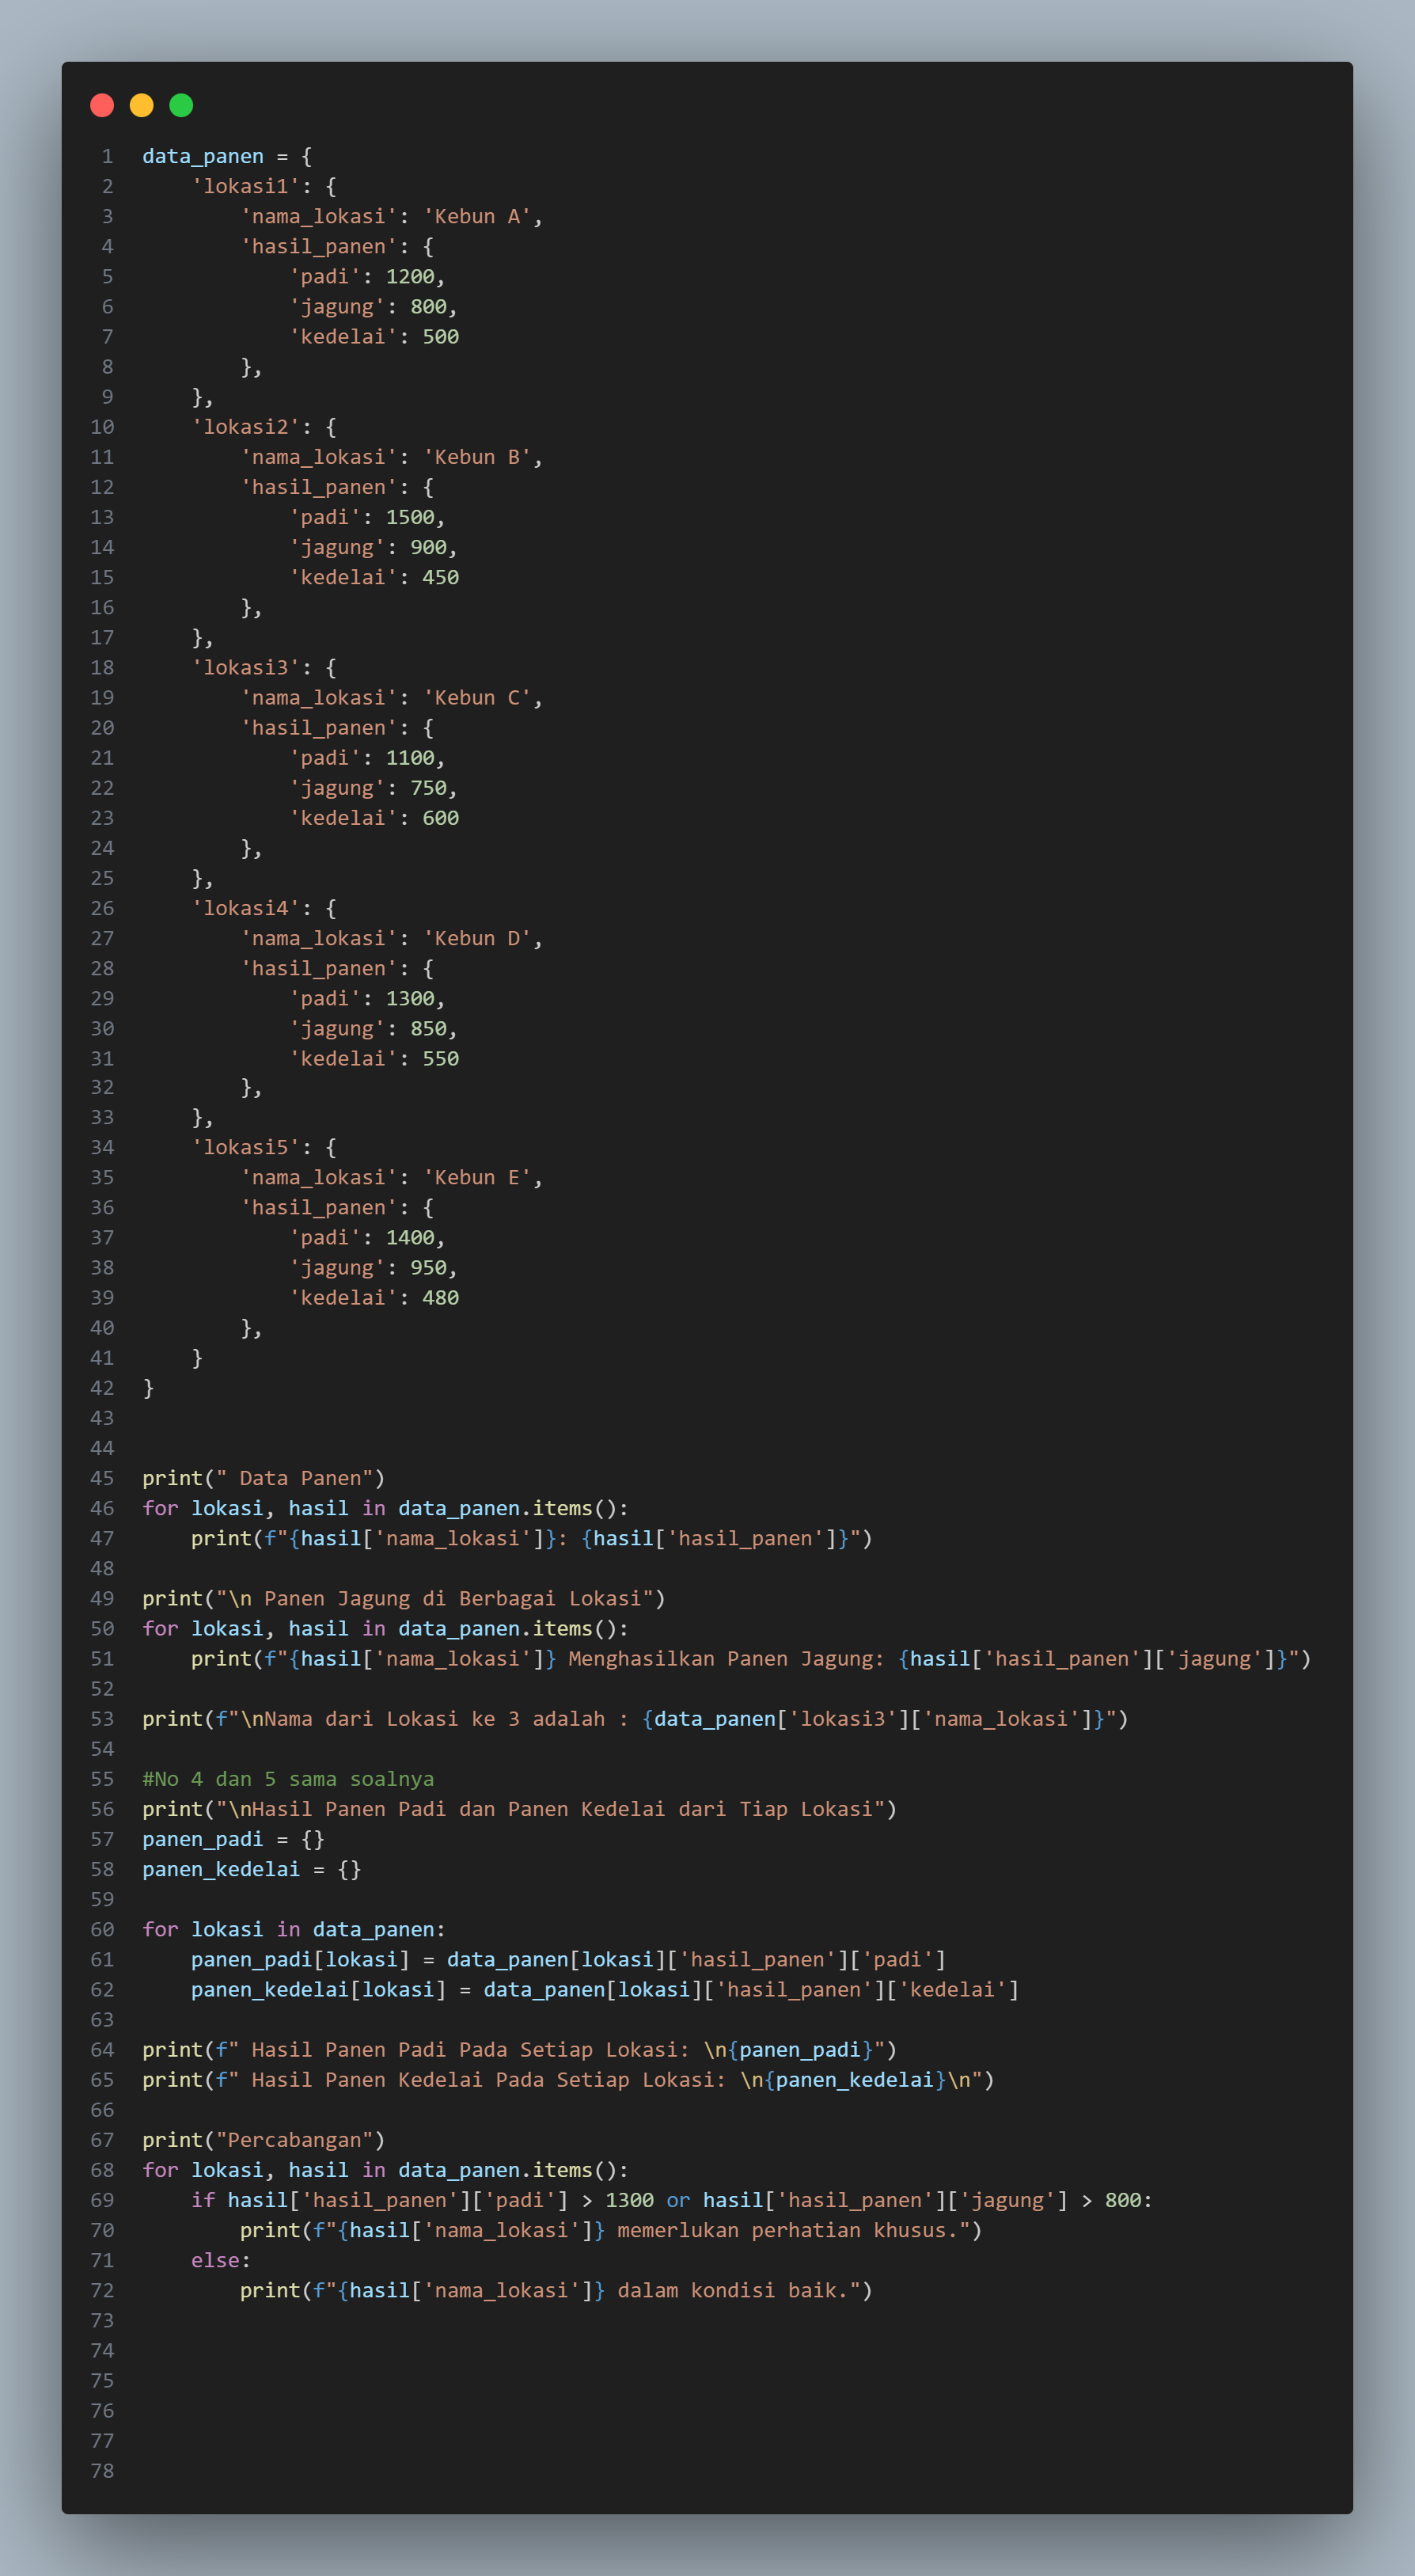 1 data_panen = {
2     'lokasi1': {
3         'nama_lokasi': 'Kebun A',
4         'hasil_panen': {
5             'padi': 1200,
6             'jagung': 800,
7             'kedelai': 500
8         },
9     },
10     'lokasi2': {
11         'nama_lokasi': 'Kebun B',
12         'hasil_panen': {
13             'padi': 1500,
14             'jagung': 900,
15             'kedelai': 450
16         },
17     },
18     'lokasi3': {
19         'nama_lokasi': 'Kebun C',
20         'hasil_panen': {
21             'padi': 1100,
22             'jagung': 750,
23             'kedelai': 600
24         },
25     },
26     'lokasi4': {
27         'nama_lokasi': 'Kebun D',
28         'hasil_panen': {
29             'padi': 1300,
30             'jagung': 850,
31             'kedelai': 550
32         },
33     },
34     'lokasi5': {
35         'nama_lokasi': 'Kebun E',
36         'hasil_panen': {
37             'padi': 1400,
38             'jagung': 950,
39             'kedelai': 480
40         },
41     }
42 }
43
44
45 print(" Data Panen")
46 for lokasi, hasil in data_panen.items():
47     print(f"{hasil['nama_lokasi']}: {hasil['hasil_panen']}")
48
49 print("\n Panen Jagung di Berbagai Lokasi")
50 for lokasi, hasil in data_panen.items():
51     print(f"{hasil['nama_lokasi']} Menghasilkan Panen Jagung: {hasil['hasil_panen']['jagung']}")
52
53 print(f"\nNama dari Lokasi ke 3 adalah : {data_panen['lokasi3']['nama_lokasi']}")
54
55 #No 4 dan 5 sama soalnya
56 print("\nHasil Panen Padi dan Panen Kedelai dari Tiap Lokasi")
57 panen_padi = {}
58 panen_kedelai = {}
59
60 for lokasi in data_panen:
61     panen_padi[lokasi] = data_panen[lokasi]['hasil_panen']['padi']
62     panen_kedelai[lokasi] = data_panen[lokasi]['hasil_panen']['kedelai']
63
64 print(f" Hasil Panen Padi Pada Setiap Lokasi: \n{panen_padi}")
65 print(f" Hasil Panen Kedelai Pada Setiap Lokasi: \n{panen_kedelai}\n")
66
67 print("Percabangan")
68 for lokasi, hasil in data_panen.items():
69     if hasil['hasil_panen']['padi'] > 1300 or hasil['hasil_panen']['jagung'] > 800:
70         print(f"{hasil['nama_lokasi']} memerlukan perhatian khusus.")
71     else:
72         print(f"{hasil['nama_lokasi']} dalam kondisi baik.")
73
74
75
76
77
78